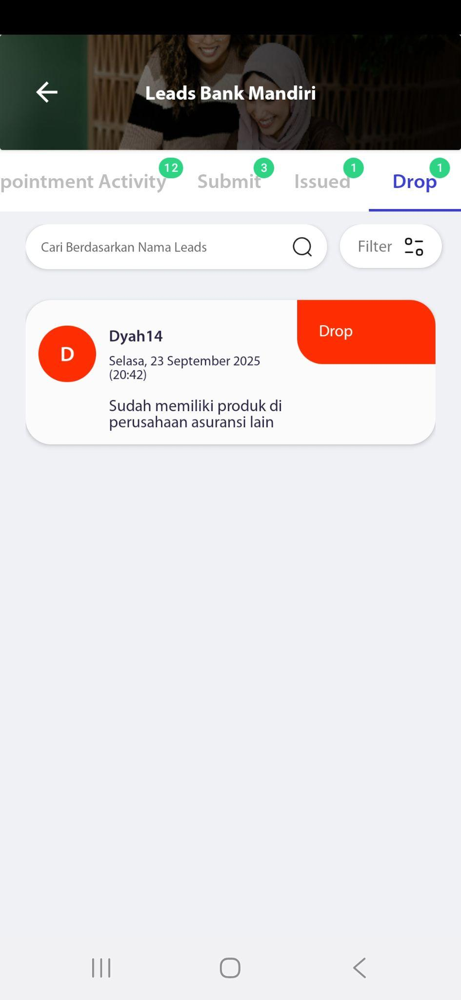 Leads Bank Mandiri
12
3
1
1
pointment Activity
Submit
Issued
Drop
Cari Berdasarkan Nama Leads
Filter
Drop
D
Dyah14
Selasa, 23 September 2025
(20:42)
Sudah memiliki produk di
perusahaan asuransi lain